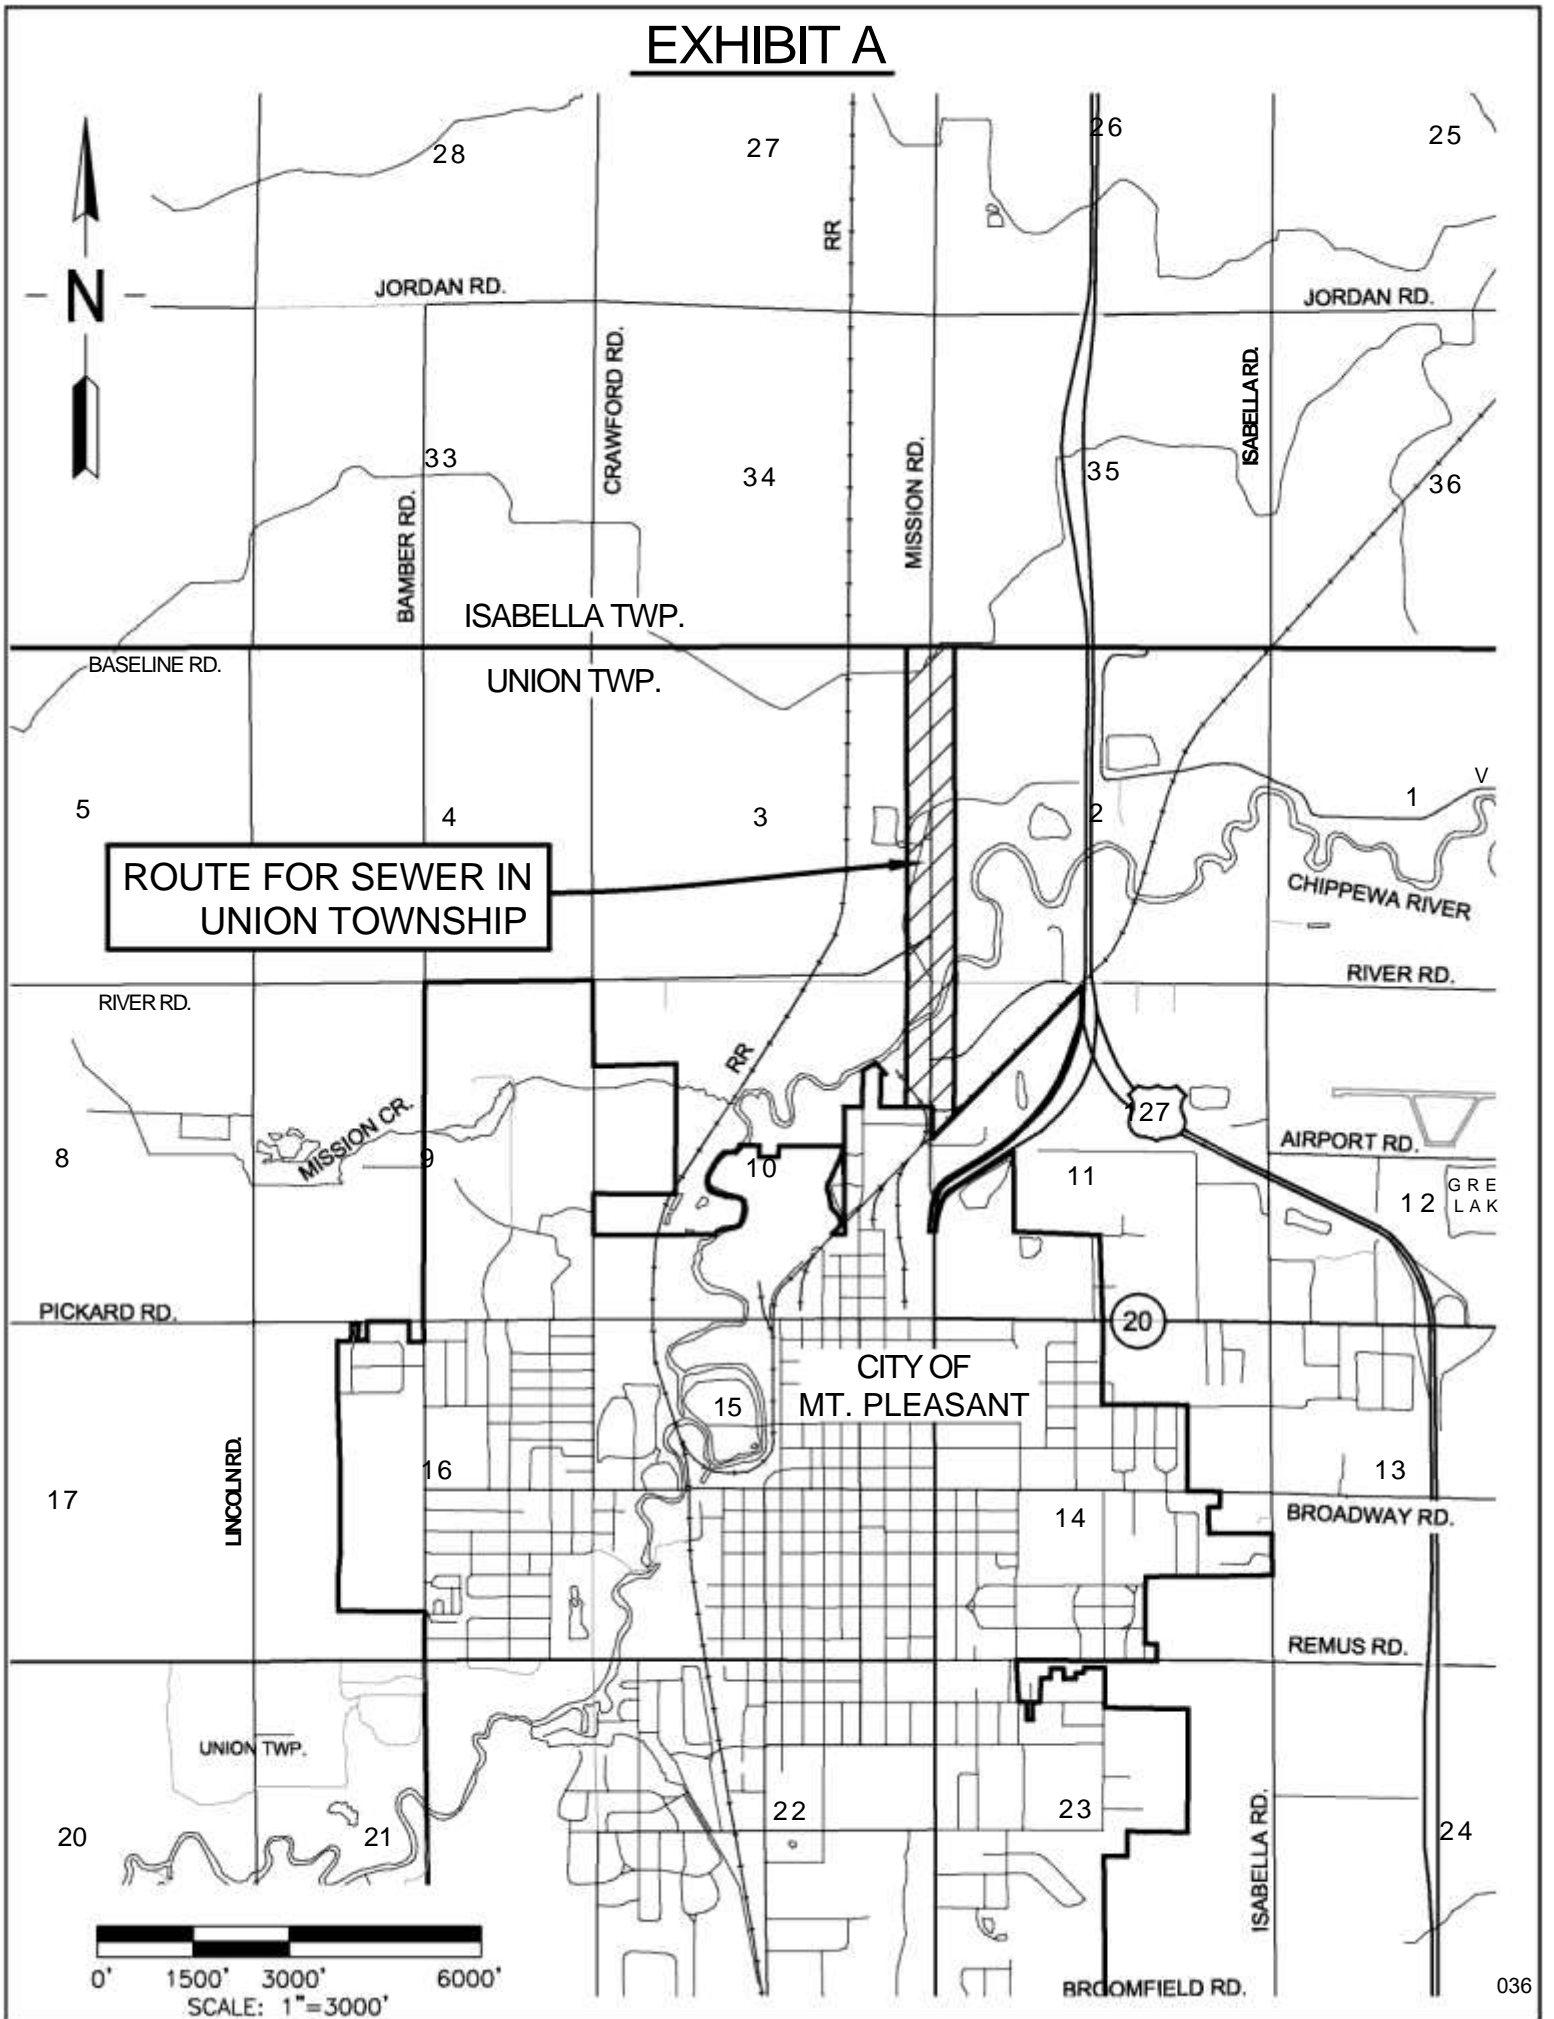 EXHIBIT A
28
27
26
25
RR
N
JORDAN RD.
JORDAN RD.
CRAWFORD RD.
ISABELLA RD.
MISSION RD.
33
34
35
36
BAMBER RD.
ISABELLA TWP.
BASELINE RD.
UNION TWP.
5
4
3
2
1
V
ROUTE FOR SEWER IN
UNION TOWNSHIP
CHIPPEWA RIVER
RIVER RD.
RIVER RD.
RR
127
MISSION CR.
AIRPORT RD.
8
9
10
11
12
GRE
LAK
PICKARD RD.
20
CITY OF
MT. PLEASANT
15
LINCOLN RD.
16
13
17
14
BROADWAY RD.
REMUS RD.
UNION TWP.
20
21
22
23
24
ISABELLA RD.
0' 1500' 3000' 6000'
SCALE: 1"=3000'
BROOMFIELD RD.
036